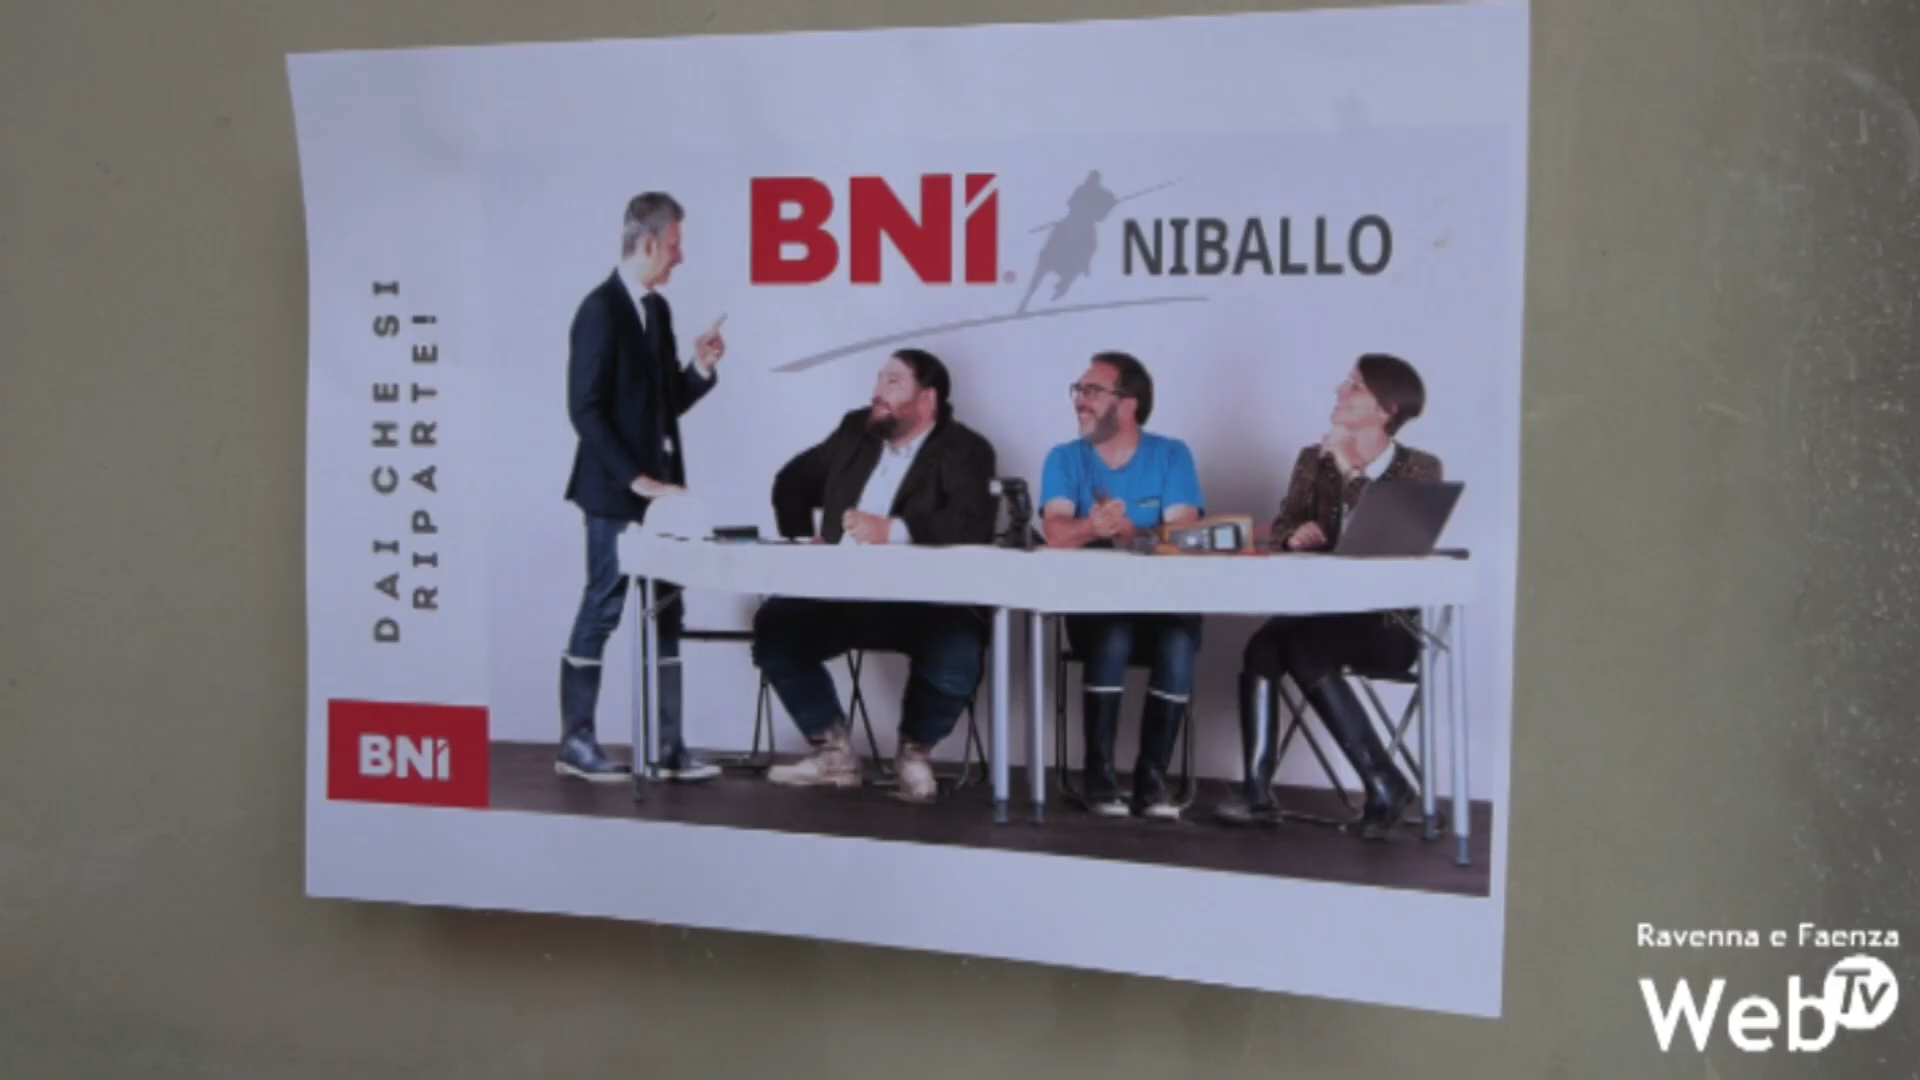 BNI® NIBALLO
DAI CHE SI
RIPARTE!
BNI
Ravenna e Faenza
WebTv